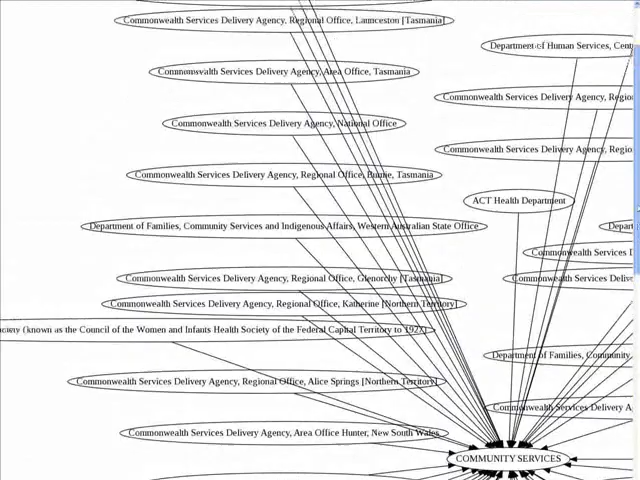 Commonwealth Services Delivery Agency, Regional Office, Launceston [Tasmania]
Department of Human Services,
Commonwealth Services Delivery Agency, Area Office, Tasmania
Commonwealth Services Delivery Agency,
Commonwealth Services Delivery Agency, National Office
Commonwealth Services Delivery Agency,
Commonwealth Services Delivery Agency, Regional Office, Burnie, Tasmania
ACT Health Department
Department of Families, Community Services and Indigenous Affairs, Western Australian State Office
Commonwealth Services
Commonwealth Services Delivery Agency, Regional Office, Glenorchy [Tasmania]
Commonwealth Services
Commonwealth Services Delivery Agency, Regional Office, Katherine [Northern Territory]
(known as the Council of the Women and Infants Health Society of the Federal Capital Territory to 1927)
Department of Families, Community
Commonwealth Services Delivery Agency, Regional Office, Alice Springs [Northern Territory]
Commonwealth Services Delivery
Commonwealth Services Delivery Agency, Area Office Hunter, New South Wales
COMMUNITY SERVICES